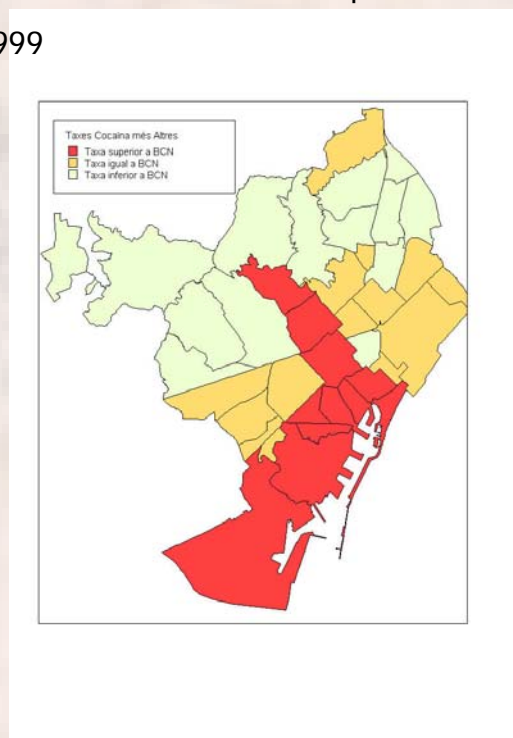 999
Taxes Cocaïna més Altres
Taxa superior a BCN
Taxa igual a BCN
Taxa inferior a BCN